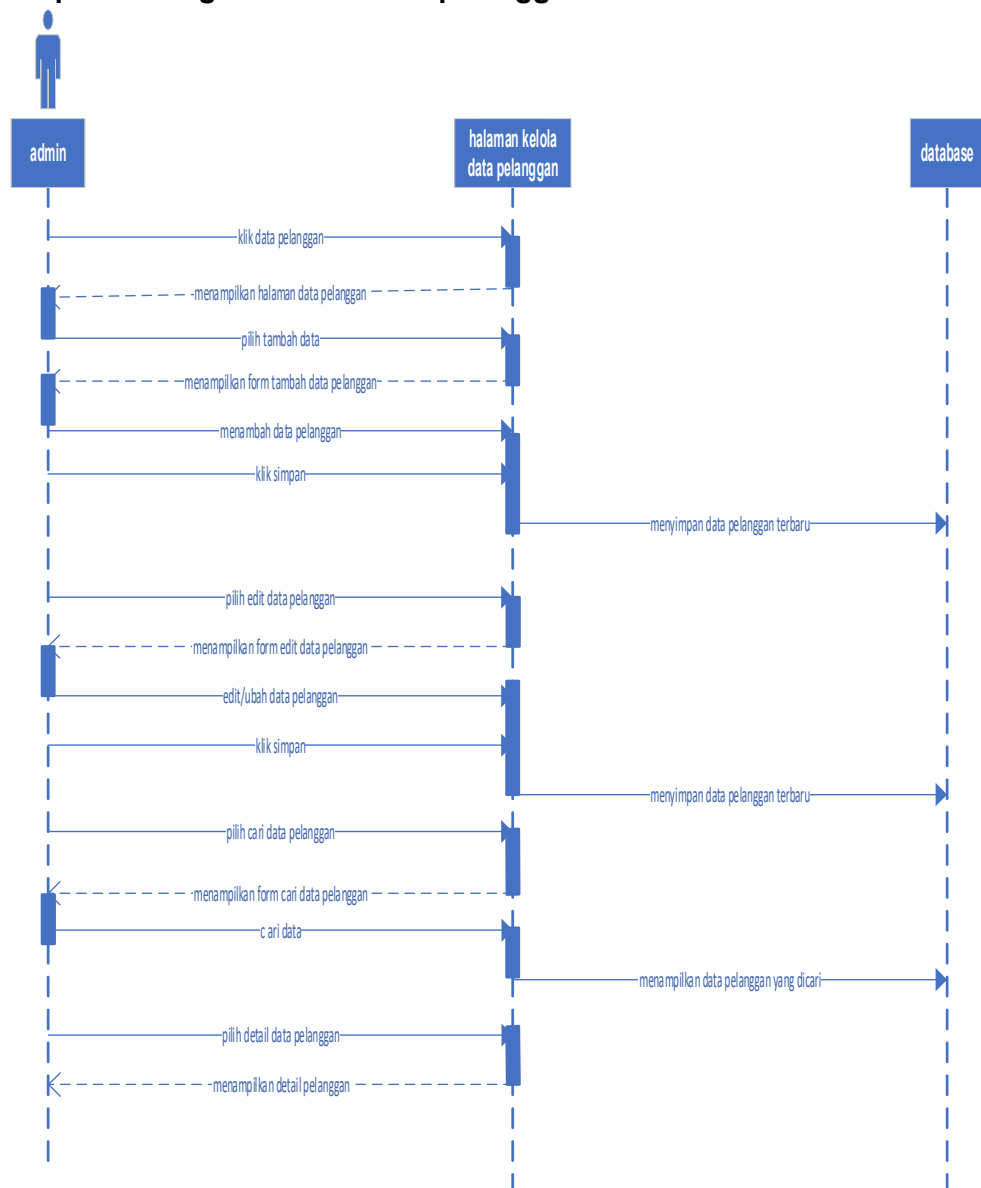 admin
halaman kelola
data pelanggan
database
klik data pelanggan
menampilkan halaman data pelanggan
pilih tambah data
menampilkan form tambah data pelanggan
menambah data pelanggan
klik simpan
menyimpan data pelanggan terbaru
pilih edit data pelanggan
menampilkan form edit data pelanggan
edit/ubah data pelanggan
klik simpan
menyimpan data pelanggan terbaru
pilih cari data pelanggan
menampilkan form cari data pelanggan
c ari data
menampilkan data pelanggan yang dicari
pilih detail data pelanggan
menampilkan detail pelanggan